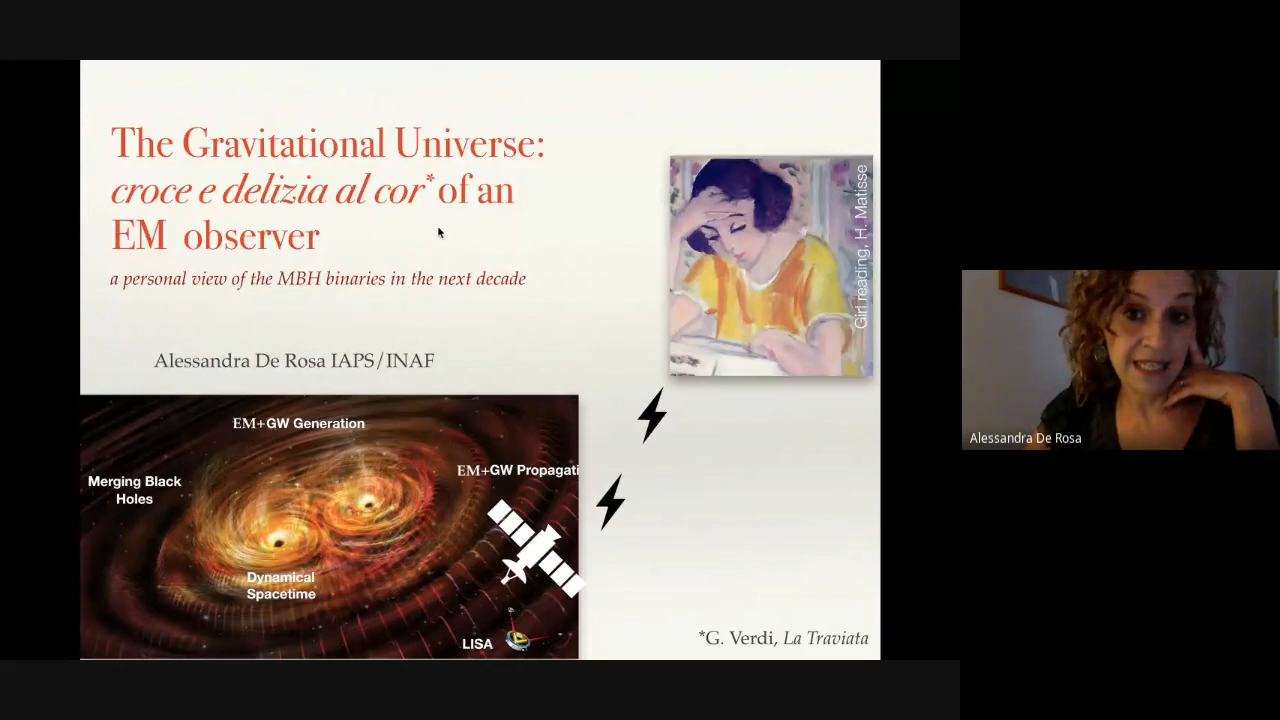 The Gravitational Universe:
croce e delizia al cor* of an
EM observer
a personal view of the MBH binaries in the next decade
Alessandra De Rosa IAPS/INAF
Girl reading, H. Matisse
EM+GW Generation
EM+GW Propagati
Merging Black
Holes
Dynamical
Spacetime
LISA
*G. Verdi, La Traviata
Alessandra De Rosa